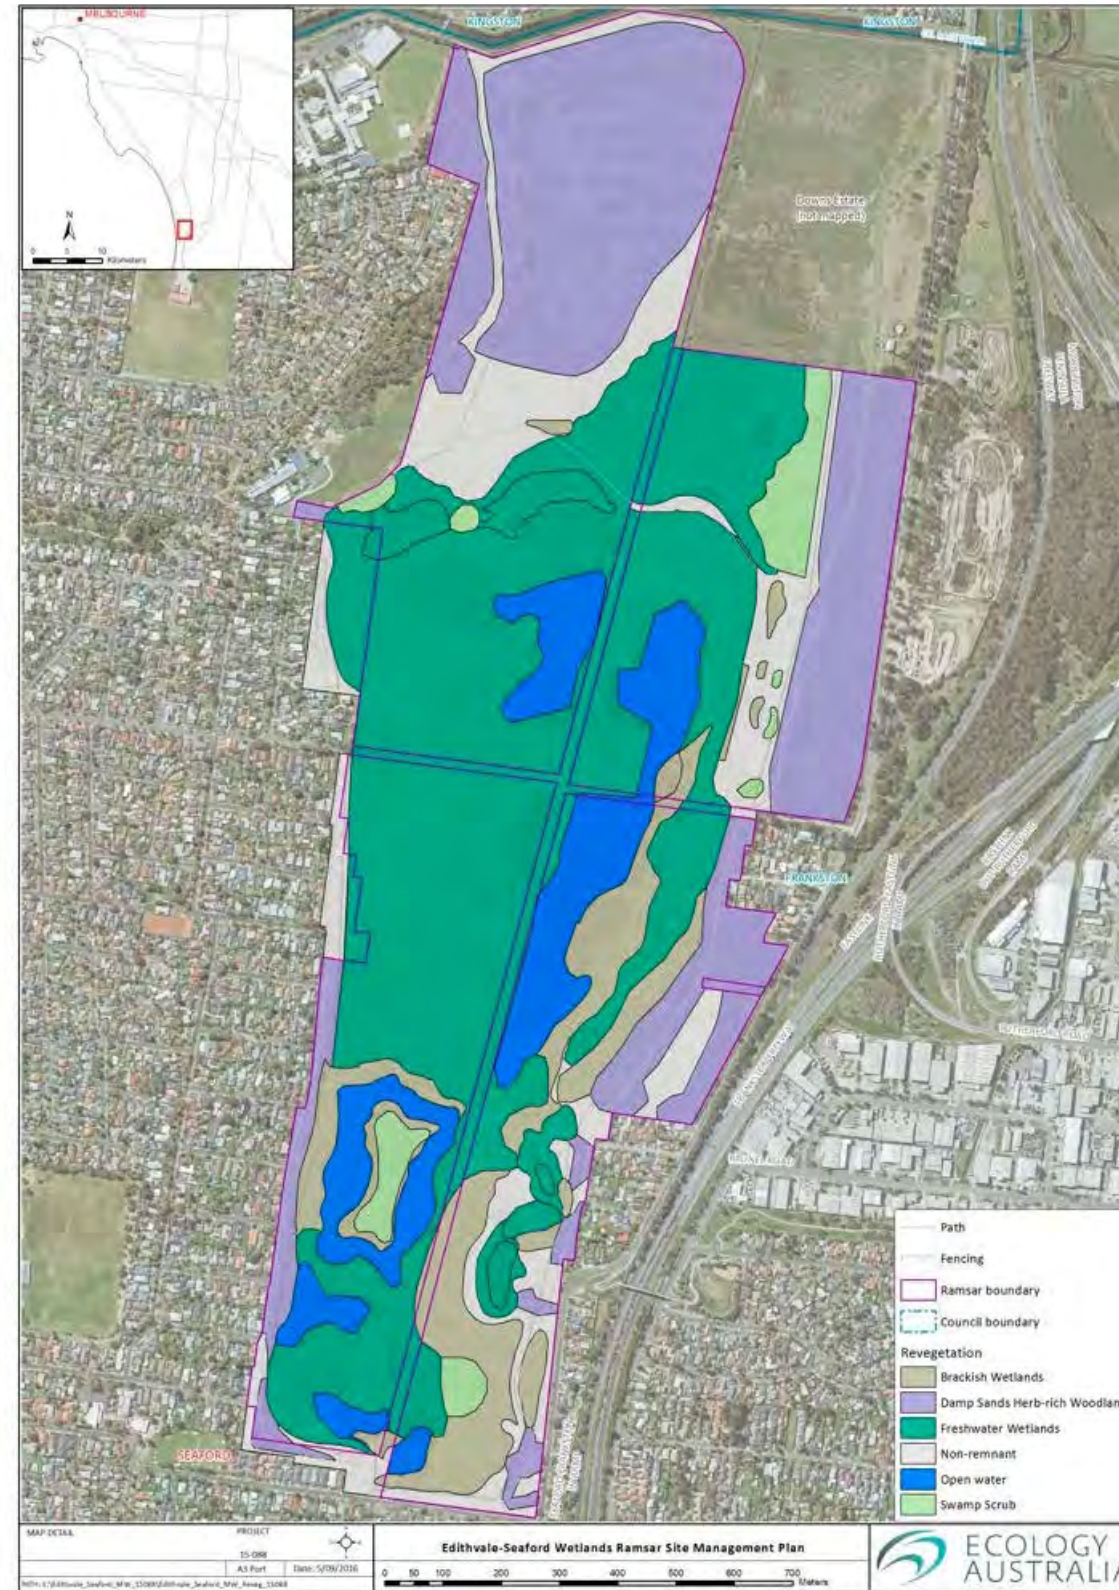 MELBOURNE
KINGSTON
KINGSTON
N
0 5 10
Kilometers
Downs Estate
(not mapped)
FRANKSTON
SEAFORD
Path
Fencing
Ramsar boundary
Council boundary
Revegetation
Brackish Wetlands
Damp Sands Herb-rich Woodlan
Freshwater Wetlands
Non-remnant
Open water
Swamp Scrub
MAP DETAIL
PROJECT
15-088
A3 Port
Date: 5/09/2016
Edithvale-Seaford Wetlands Ramsar Site Management Plan
0 50 100 200 300 400 500 600 700
Meters
ECOLOGY
AUSTRALI